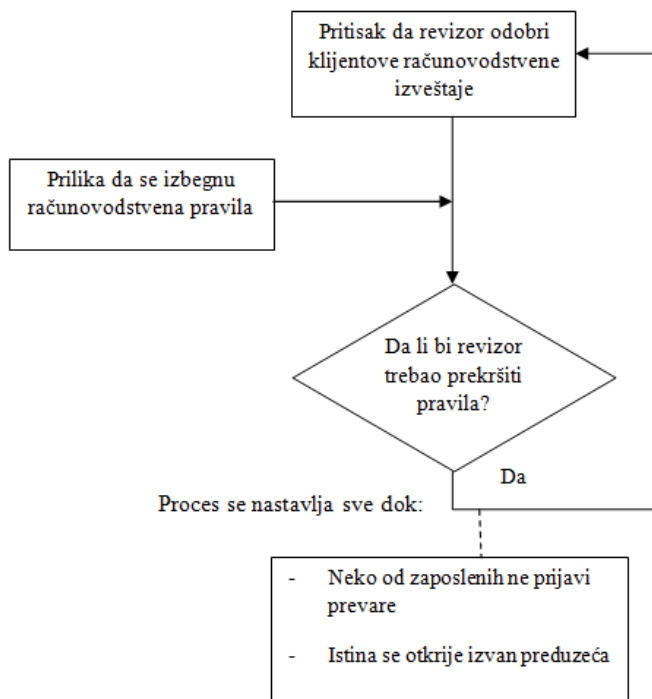 Pritisak da revizor odobri
klijentove računovodstvene
izveštaje
Prilika da se izbegnu
računovodstvena pravila
Da li bi revizor
trebao prekršiti
pravila?
Da
Proces se nastavlja sve dok:
- Neko od zaposlenih ne prijavi
prevare
- Istina se otkrije izvan preduzeća